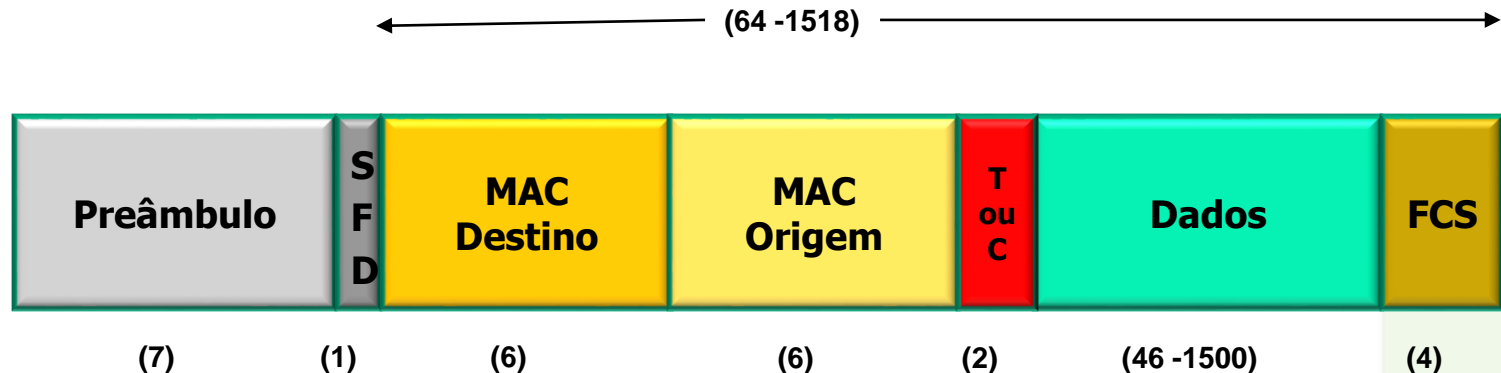 (64 -1518)
Preâmbulo
S
F
D
MAC
Destino
MAC
Origem
T
ou
C
Dados
FCS
(7)
(1)
(6)
(6)
(2)
(46 -1500)
(4)